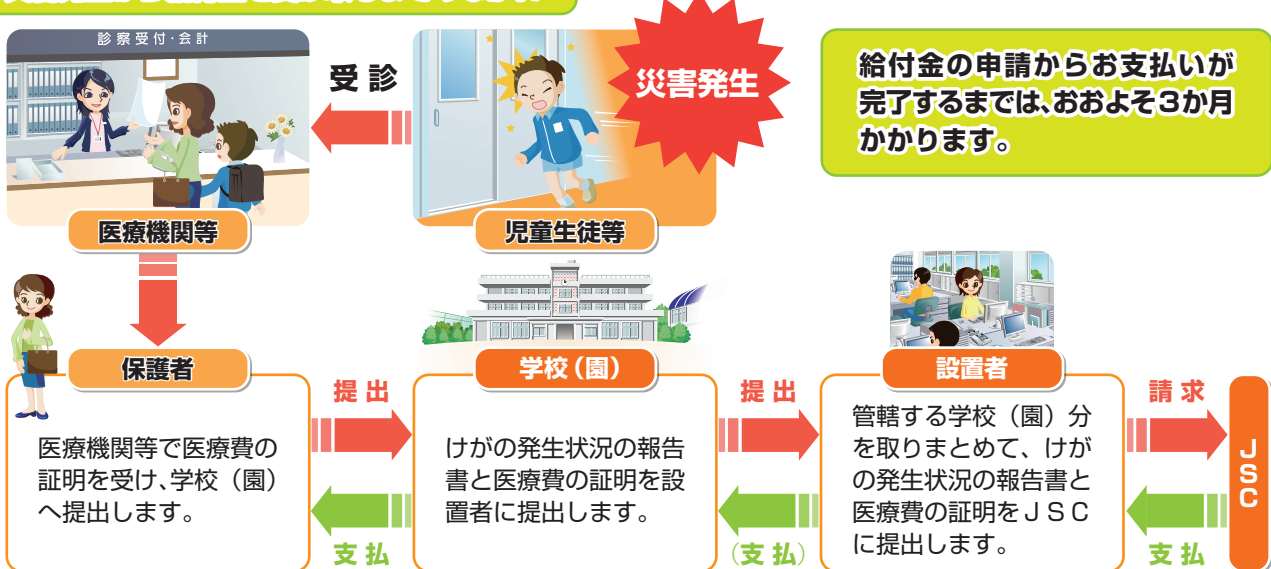 診察受付・会計
受診
災害発生
給付金の申請からお支払いが
完了するまでは、おおよそ3か月
かかります。
医療機関等
児童生徒等
保護者
医療機関等で医療費の
証明を受け、学校（園）
へ提出します。
提出
支払
学校（園）
けがの発生状況の報告
書と医療費の証明を設
置者に提出します。
提出
（支払）
設置者
管轄する学校（園）分
を取りまとめて、けが
の発生状況の報告書と
医療費の証明をＪＳＣ
に提出します。
請求
支払
JSC